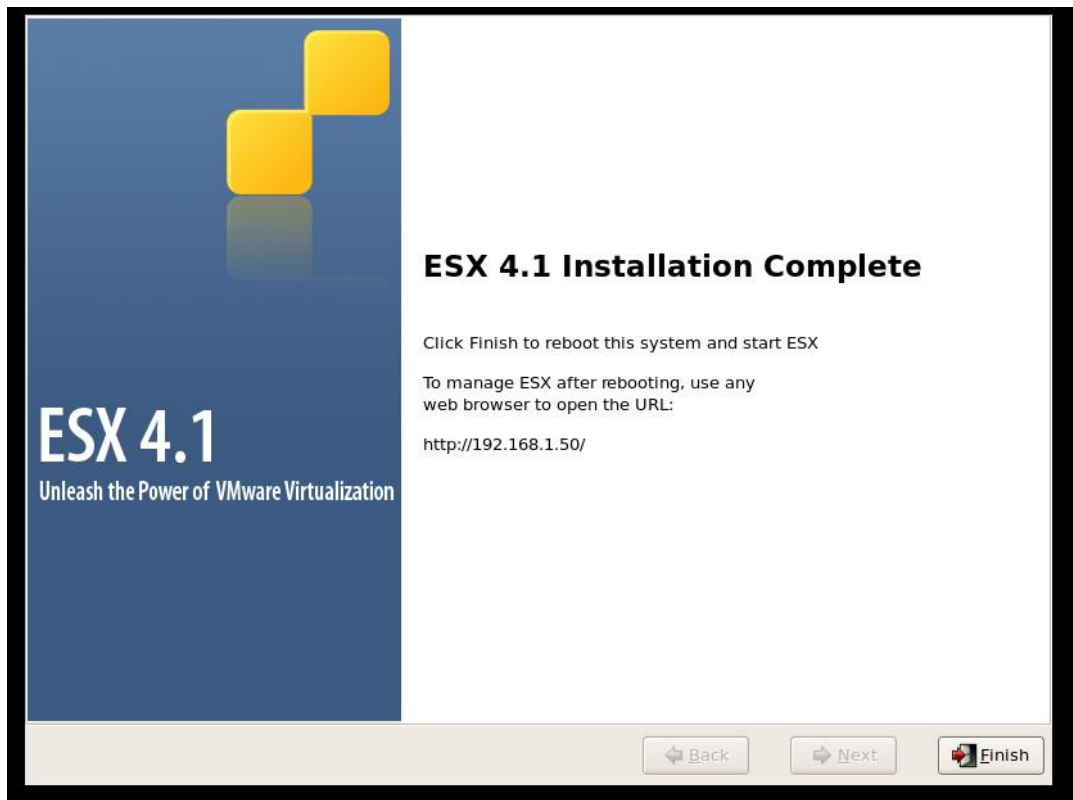 ESX 4.1 Installation Complete
Click Finish to reboot this system and start ESX
To manage ESX after rebooting, use any
web browser to open the URL:
http://192.168.1.50/
ESX 4.1
Unleash the Power of VMware Virtualization
Back
Next
Finish